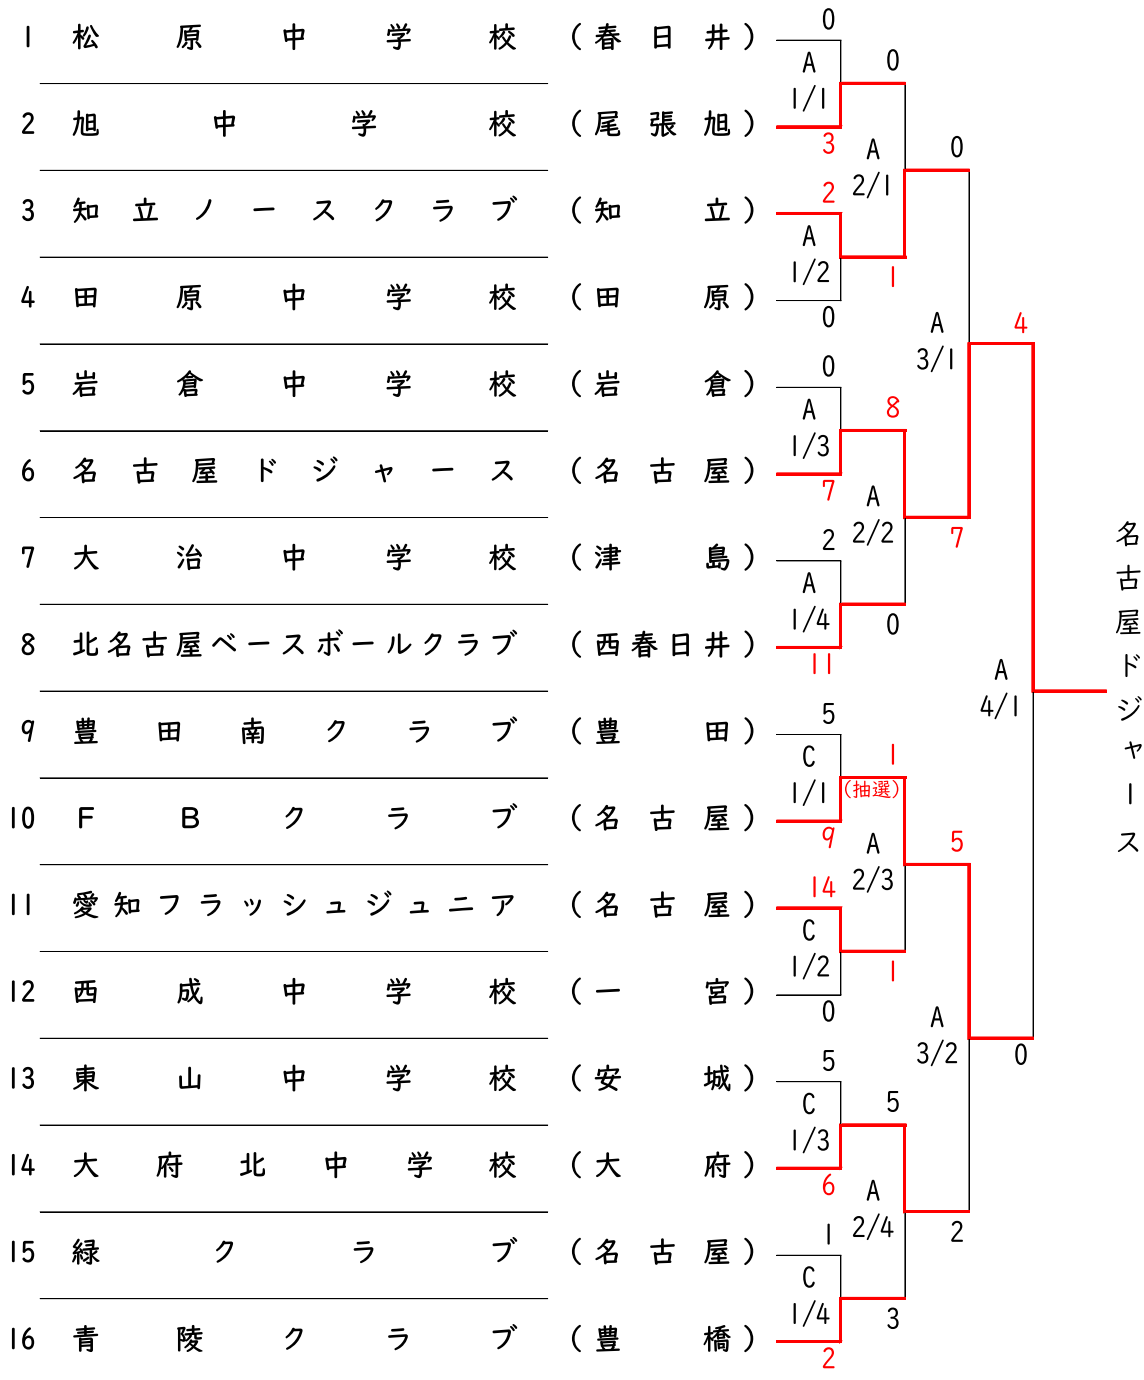 1 松原中学校 (春日井) 0
A 1/1
0
2 旭中学校 (尾張旭) 3
A 2/1
0
3 知立ノースクラブ (知立) 2
A 1/2
1
4 田原中学校 (田原) 0
A 3/1
4
5 岩倉中学校 (岩倉) 0
A 1/3
8
6 名古屋ドジャース (名古屋) 7
A 2/2
7
7 大治中学校 (津島) 2
A 1/4
0
8 北名古屋ベースボールクラブ (西春日井) 11
A 4/1
名古屋ドジャース
9 豊田南クラブ (豊田) 5
C 1/1
1
(抽選)
10 FBクラブ (名古屋) 9
A 2/3
5
11 愛知フラッシュジュニア (名古屋) 14
C 1/2
1
12 西成中学校 (一宮) 0
A 3/2
0
13 東山中学校 (安城) 5
C 1/3
5
14 大府北中学校 (大府) 6
A 2/4
2
15 緑クラブ (名古屋) 1
C 1/4
3
16 青陵クラブ (豊橋) 2